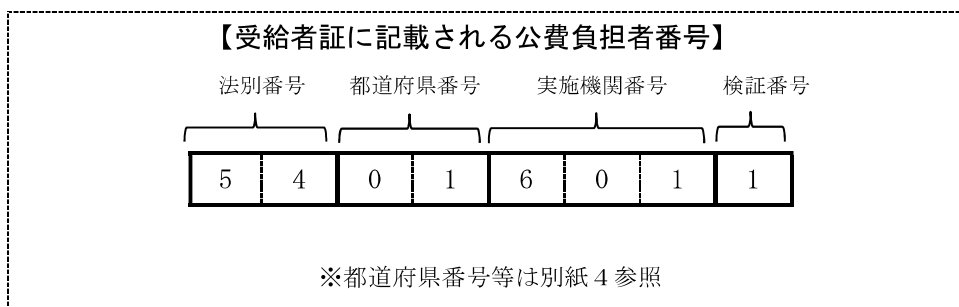 【受給者証に記載される公費負担者番号】
法別番号 都道府県番号 実施機関番号 検証番号
5 4 0 1 6 0 1 1
※都道府県番号等は別紙4参照